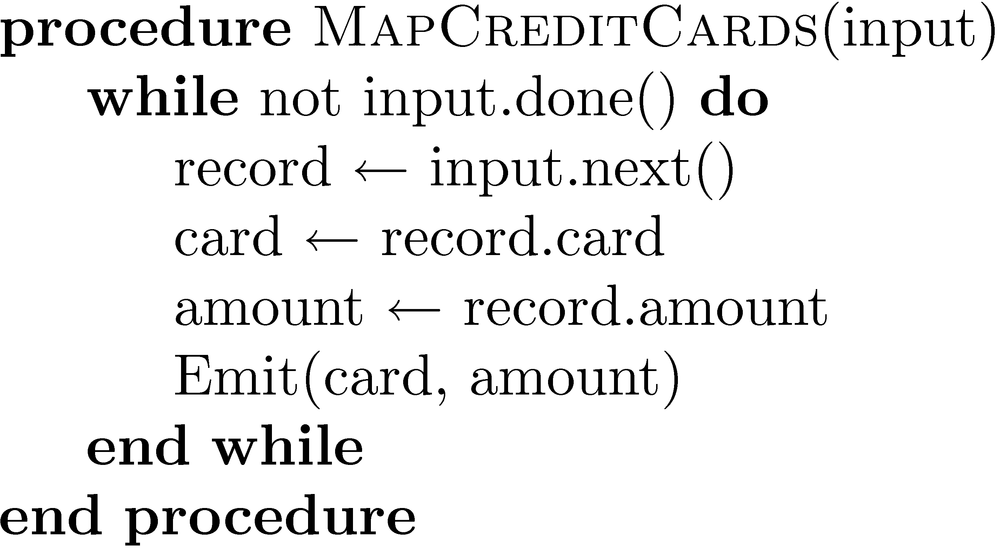 procedure MapCreditCards(input)
while not input.done() do
record ← input.next()
card ← record.card
amount ← record.amount
Emit(card, amount)
end while
end procedure